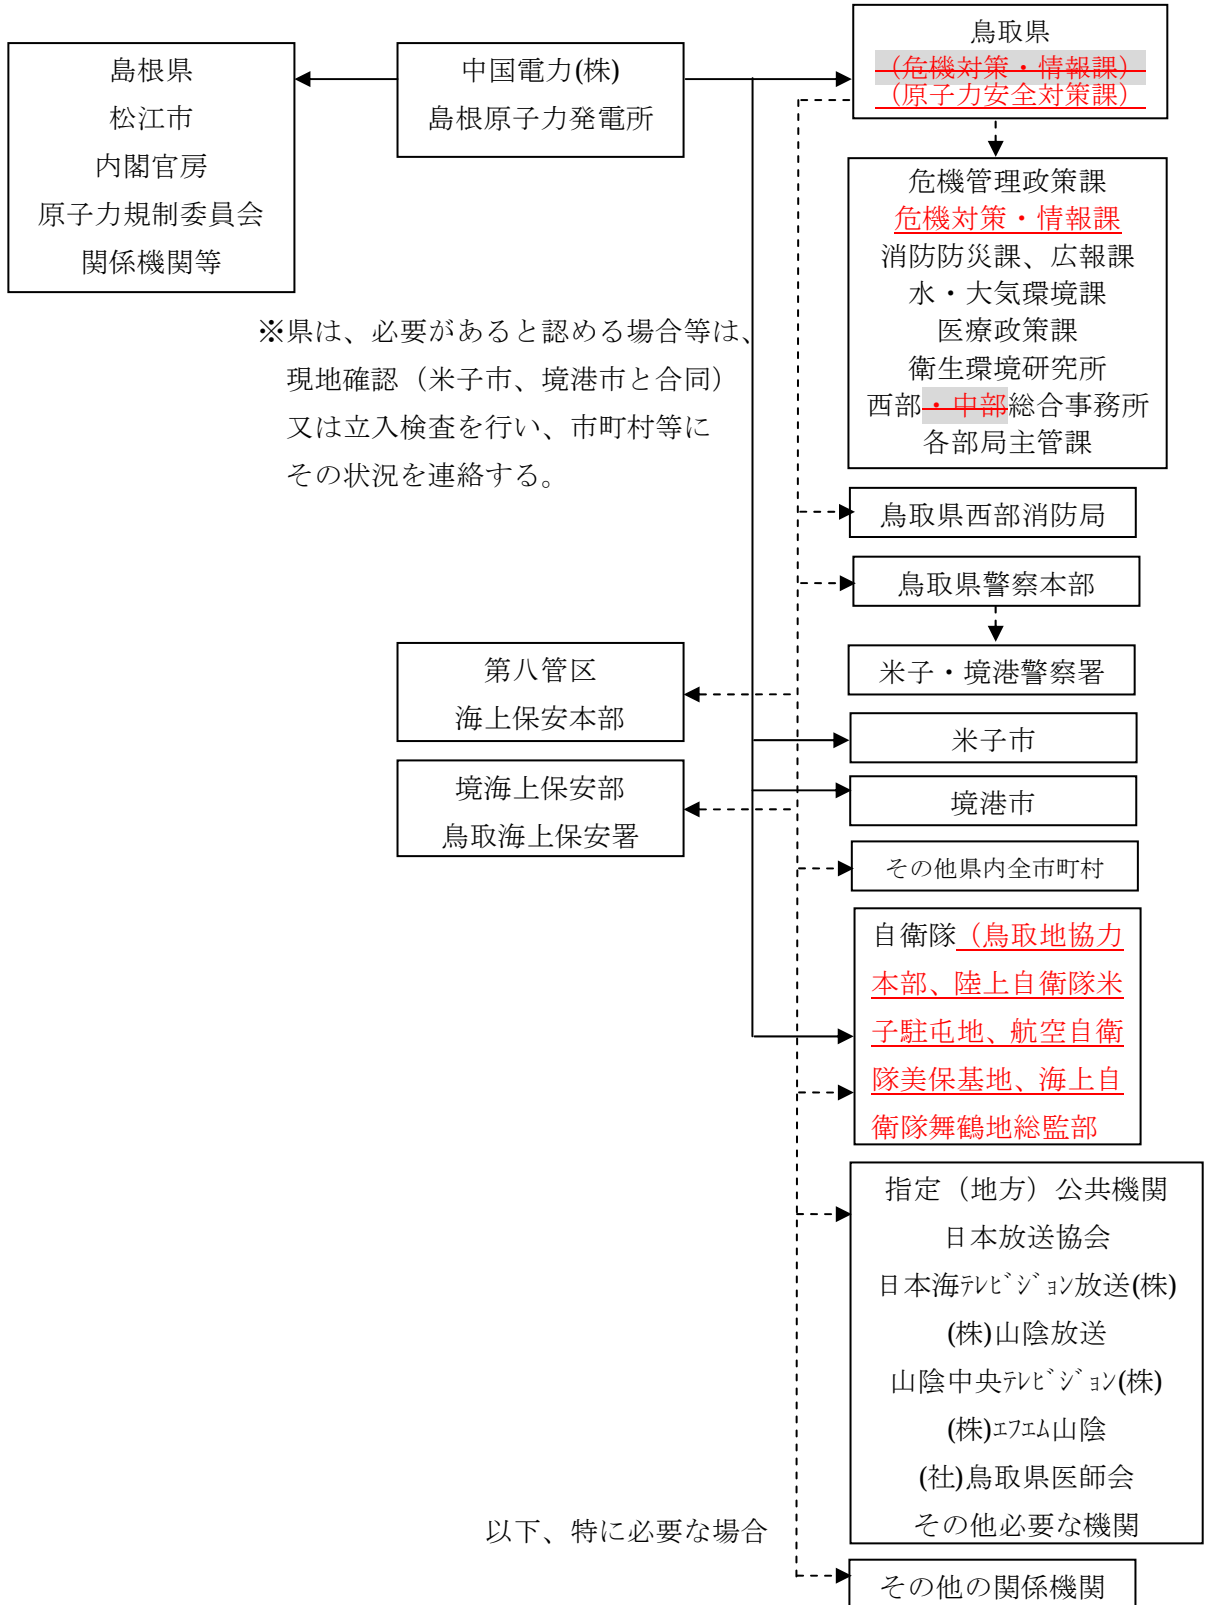 島根県
松江市
内閣官房
原子力規制委員会
関係機関等
中国電力(株)
島根原子力発電所
鳥取県
（危機対策・情報課）
（原子力安全対策課）
危機管理政策課
危機対策・情報課
消防防災課、広報課
水・大気環境課
医療政策課
衛生環境研究所
西部・中部総合事務所
各部局主管課
※県は、必要があると認める場合等は、
現地確認（米子市、境港市と合同）
又は立入検査を行い、市町村等に
その状況を連絡する。
鳥取県西部消防局
鳥取県警察本部
米子・境港警察署
第八管区
海上保安本部
米子市
境海上保安部
鳥取海上保安署
境港市
その他県内全市町村
自衛隊（鳥取地協力
本部、陸上自衛隊米
子駐屯地、航空自衛
隊美保基地、海上自
衛隊舞鶴地総監部
指定（地方）公共機関
日本放送協会
日本海ﾃﾚﾋﾞｼﾞｮﾝ放送(株)
(株)山陰放送
山陰中央ﾃﾚﾋﾞｼﾞｮﾝ(株)
(株)ｴﾌｴﾑ山陰
(社)鳥取県医師会
その他必要な機関
以下、特に必要な場合
その他の関係機関